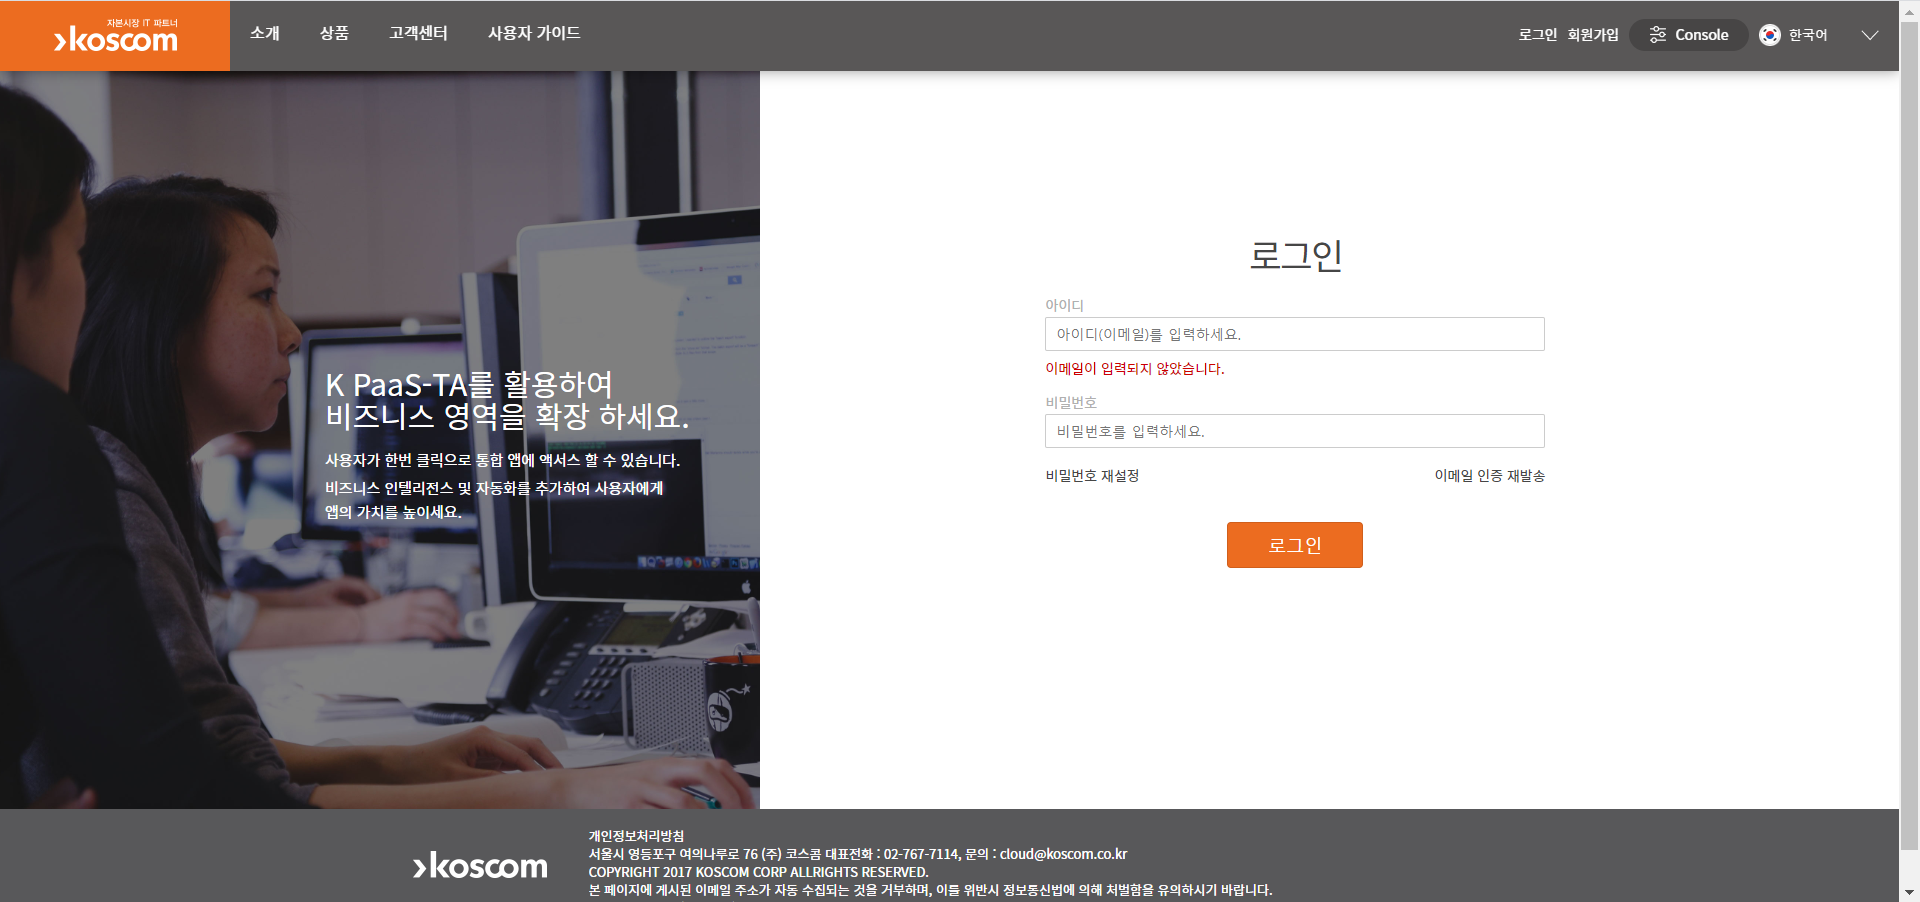 자본시장 IT 파트너
koscom
소개
상품
고객센터
사용자 가이드
로그인
회원가입
Console
한국어
K PaaS-TA를 활용하여
비즈니스 영역을 확장 하세요.
사용자가 한번 클릭으로 통합 앱에 액서스 할 수 있습니다.
비즈니스 인텔리전스 및 자동화를 추가하여 사용자에게
앱의 가치를 높이세요.
로그인
아이디
아이디(이메일)를 입력하세요.
이메일이 입력되지 않았습니다.
비밀번호
비밀번호를 입력하세요.
비밀번호 재설정
이메일 인증 재발송
로그인
koscom
개인정보처리방침
서울시 영등포구 여의나루로 76 (주) 코스콤 대표전화 : 02-767-7114, 문의 : cloud@koscom.co.kr
COPYRIGHT 2017 KOSCOM CORP ALLRIGHTS RESERVED.
본 페이지에 게시된 이메일 주소가 자동 수집되는 것을 거부하며, 이를 위반시 정보통신법에 의해 처벌함을 유의하시기 바랍니다.